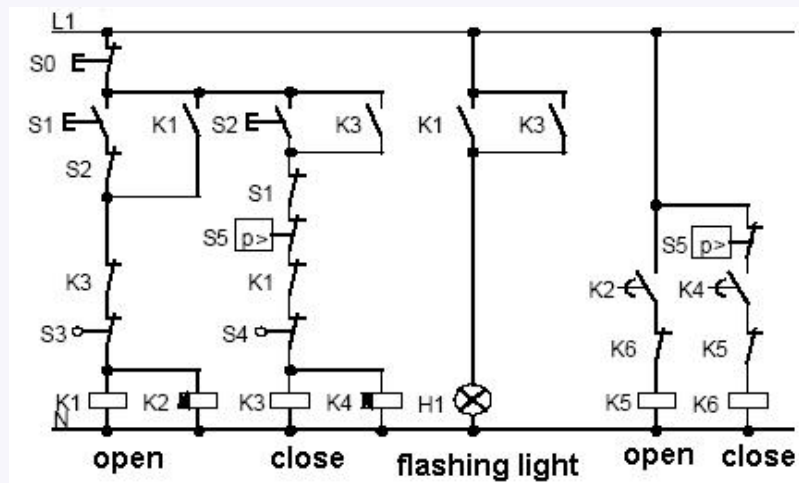 L1
S0
S1 K1 S2 K3 K1 K3
S2
S1
S5 p> S5 p>
K3 K1 K2 K4
S3 S4 K6 K5
K1 K2 K3 K4 H1 K5 K6
N
open close flashing light open close